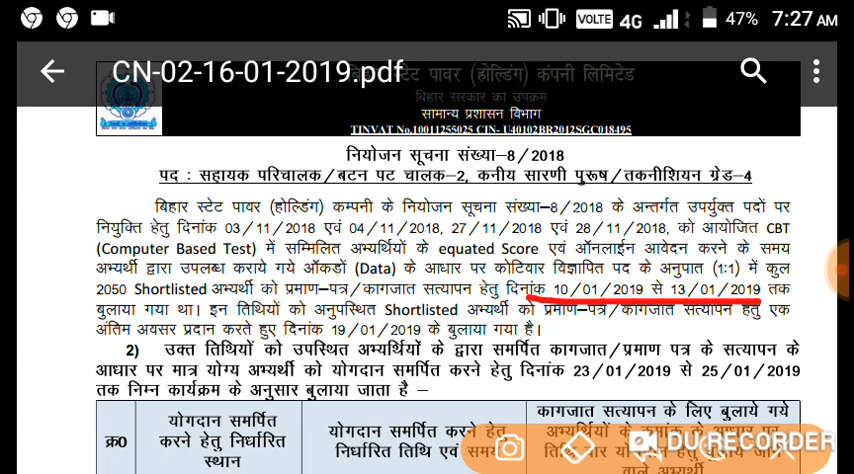 VOLTE 4G 47% 7:27 AM
CN-02-16-01-2019.pdf
बिहार स्टेट पावर (होल्डिंग) कंपनी लिमिटेड
बिहार सरकार का उपक्रम
सामान्य प्रशासन विभाग
TINVAT No.10011255025 CIN- U40102BR2012SGC018495
नियोजन सूचना संख्या–8/2018
पद : सहायक परिचालक/बटन पट चालक–2, कनीय सारणी पुरूष/तकनीशियन ग्रेड–4
बिहार स्टेट पावर (होल्डिंग) कम्पनी के नियोजन सूचना संख्या–8/2018 के अन्तर्गत उपर्युक्त पदों पर
नियुक्ति हेतु दिनांक 03/11/2018 एवं 04/11/2018, 27/11/2018 एवं 28/11/2018, को आयोजित CBT
(Computer Based Test) में सम्मिलित अभ्यर्थियों के equated Score एवं ऑनलाईन आवेदन करने के समय
अभ्यर्थी द्वारा उपलब्ध कराये गये ऑकड़ों (Data) के आधार पर कोटिवार विज्ञापित पद के अनुपात (1:1) में कुल
2050 Shortlisted अभ्यर्थी को प्रमाण–पत्र/कागजात सत्यापन हेतु दिनांक 10/01/2019 से 13/01/2019 तक
बुलाया गया था। इन तिथियों को अनुपस्थित Shortlisted अभ्यर्थी को प्रमाण–पत्र/कागजात सत्यापन हेतु एक
अंतिम अवसर प्रदान करते हुए दिनांक 19/01/2019 के बुलाया गया है।
2) उक्त तिथियों को उपस्थित अभ्यर्थियों के द्वारा समर्पित कागजात/प्रमाण पत्र के सत्यापन के
आधार पर मात्र योग्य अभ्यर्थी को योगदान समर्पित करने हेतु दिनांक 23/01/2019 से 25/01/2019
तक निम्न कार्यक्रम के अनुसार बुलाया जाता है –
क्र0 योगदान समर्पित करने हेतु निर्धारित स्थान
योगदान समर्पित करने हेतु निर्धारित तिथि एवं समय
कागजात सत्यापन के लिए बुलाये गये
अभ्यर्थियों के क्रमांक के आधार पर
वाले अभ्यर्थी
DU RECORDER